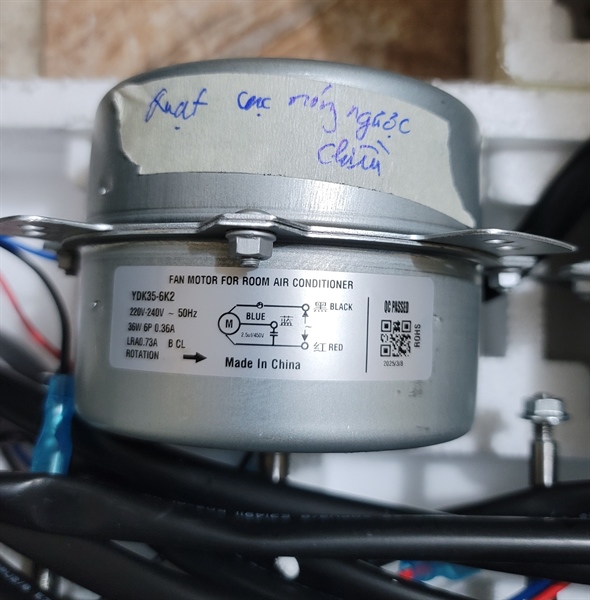 Quạt cục nóng ngược
chiều
FAN MOTOR FOR ROOM AIR CONDITIONER
YDK35-6K2
220V-240V ~ 50Hz
36W 6P 0.36A
LRA0.73A B CL
ROTATION
M
BLUE 蓝
2.5uF/450V
黑 BLACK
红 RED
Made In China
QC PASSED
ROHS
2025/3/8